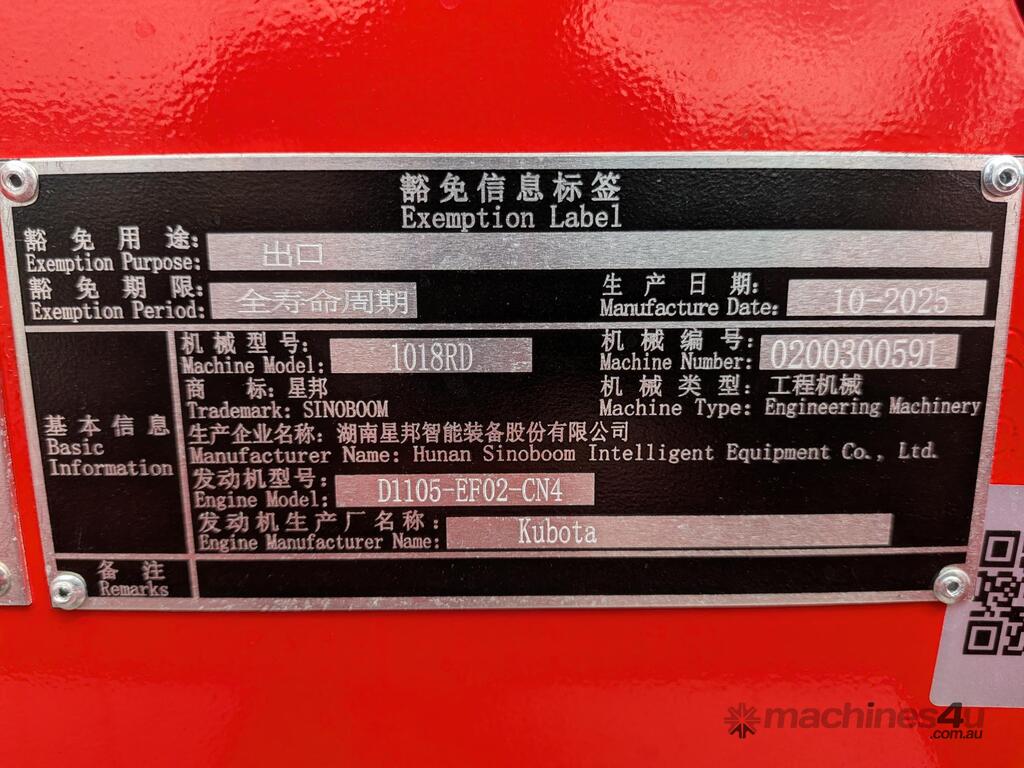 豁免信息标签
Exemption Label
豁免用途: 出口
Exemption Purpose:
豁免期限: 全寿命周期 生产日期: 10-2025
Exemption Period: Manufacture Date:
机械型号: 1018RD 机械编号: 0200300591
Machine Model: Machine Number:
商标: 星邦 机械类型: 工程机械
Trademark: SINOBOOM Machine Type: Engineering Machinery
基本信息
Basic
Information
生产企业名称: 湖南星邦智能装备股份有限公司
Manufacturer Name: Hunan Sinoboom Intelligent Equipment Co., Ltd.
发动机型号: D1105-EF02-CN4
Engine Model:
发动机生产厂名称: Kubota
Engine Manufacturer Name:
备注
Remarks
machines4u
.com.au